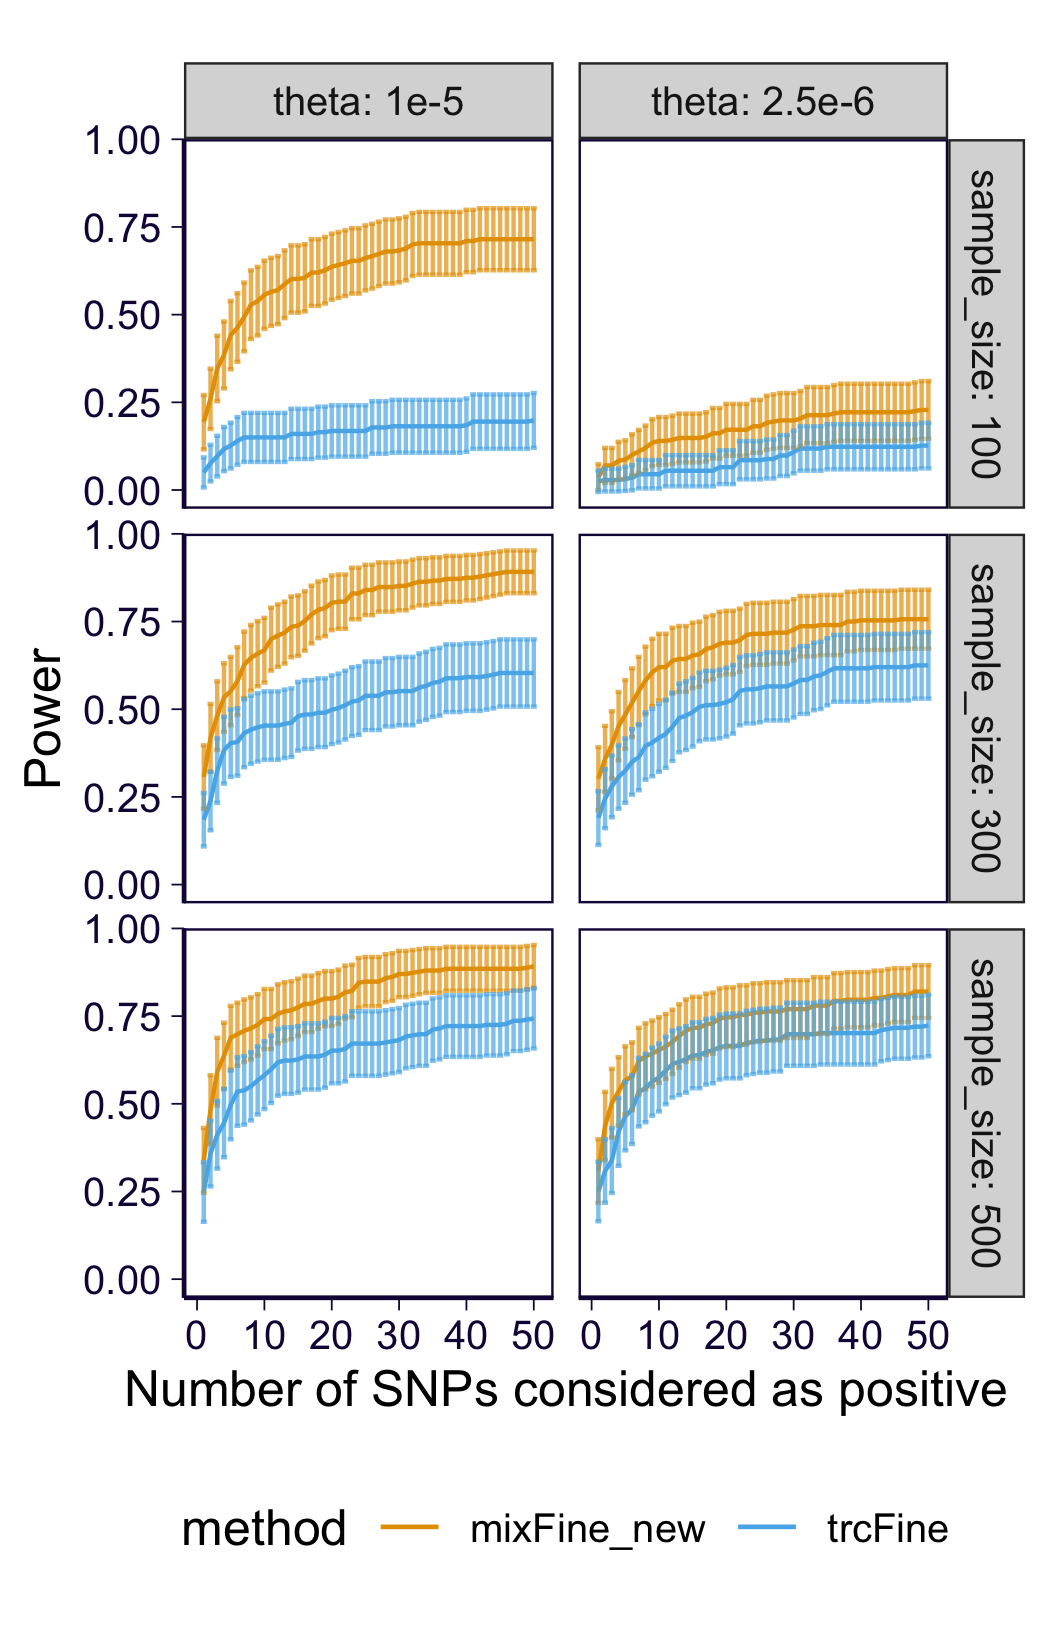 theta: 1e-5 theta: 2.5e-6
1.00
0.75
0.50
0.25
0.00
sample_size: 100
1.00
0.75
0.50
0.25
0.00
sample_size: 300
1.00
0.75
0.50
0.25
0.00
sample_size: 500
Power
0 10 20 30 40 50 0 10 20 30 40 50
Number of SNPs considered as positive
method mixFine_new trcFine